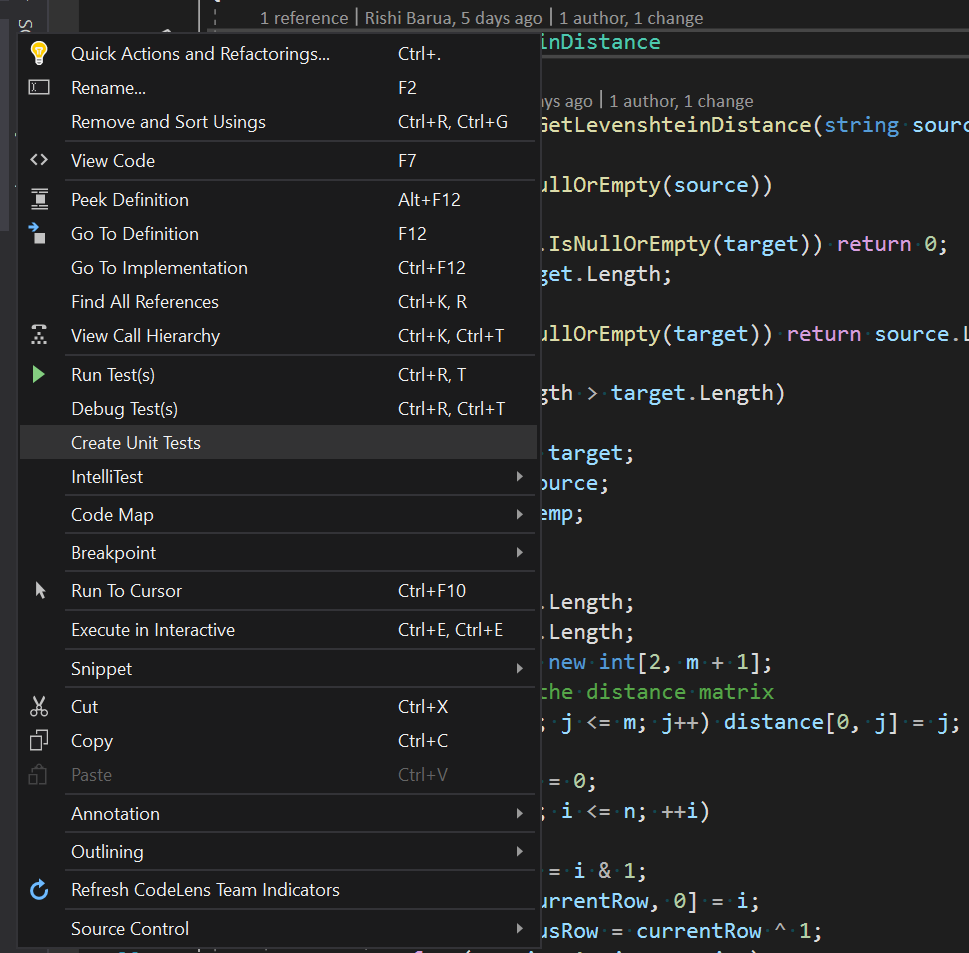 1 reference | Rishi Barua, 5 days ago | 1 author, 1 change
Quick Actions and Refactorings... Ctrl+.
inDistance
Rename... F2
ays ago | 1 author, 1 change
Remove and Sort Usings Ctrl+R, Ctrl+G
GetLevenshteinDistance(string sourc
View Code F7
ullOrEmpty(source))
Peek Definition Alt+F12
Go To Definition F12
.IsNullOrEmpty(target)) return 0;
Go To Implementation Ctrl+F12
get.Length;
Find All References Ctrl+K, R
View Call Hierarchy Ctrl+K, Ctrl+T
ullOrEmpty(target)) return source.L
Run Test(s) Ctrl+R, T
Debug Test(s) Ctrl+R, Ctrl+T
gth > target.Length)
Create Unit Tests
target;
IntelliTest
ource;
Code Map
emp;
Breakpoint
Run To Cursor Ctrl+F10
.Length;
Execute in Interactive Ctrl+E, Ctrl+E
.Length;
Snippet
new int[2, m + 1];
the distance matrix
Cut Ctrl+X
; j <= m; j++) distance[0, j] = j;
Copy Ctrl+C
Paste Ctrl+V
= 0;
Annotation
; i <= n; ++i)
Outlining
= i & 1;
Refresh CodeLens Team Indicators
urrentRow, 0] = i;
Source Control
usRow = currentRow ^ 1;